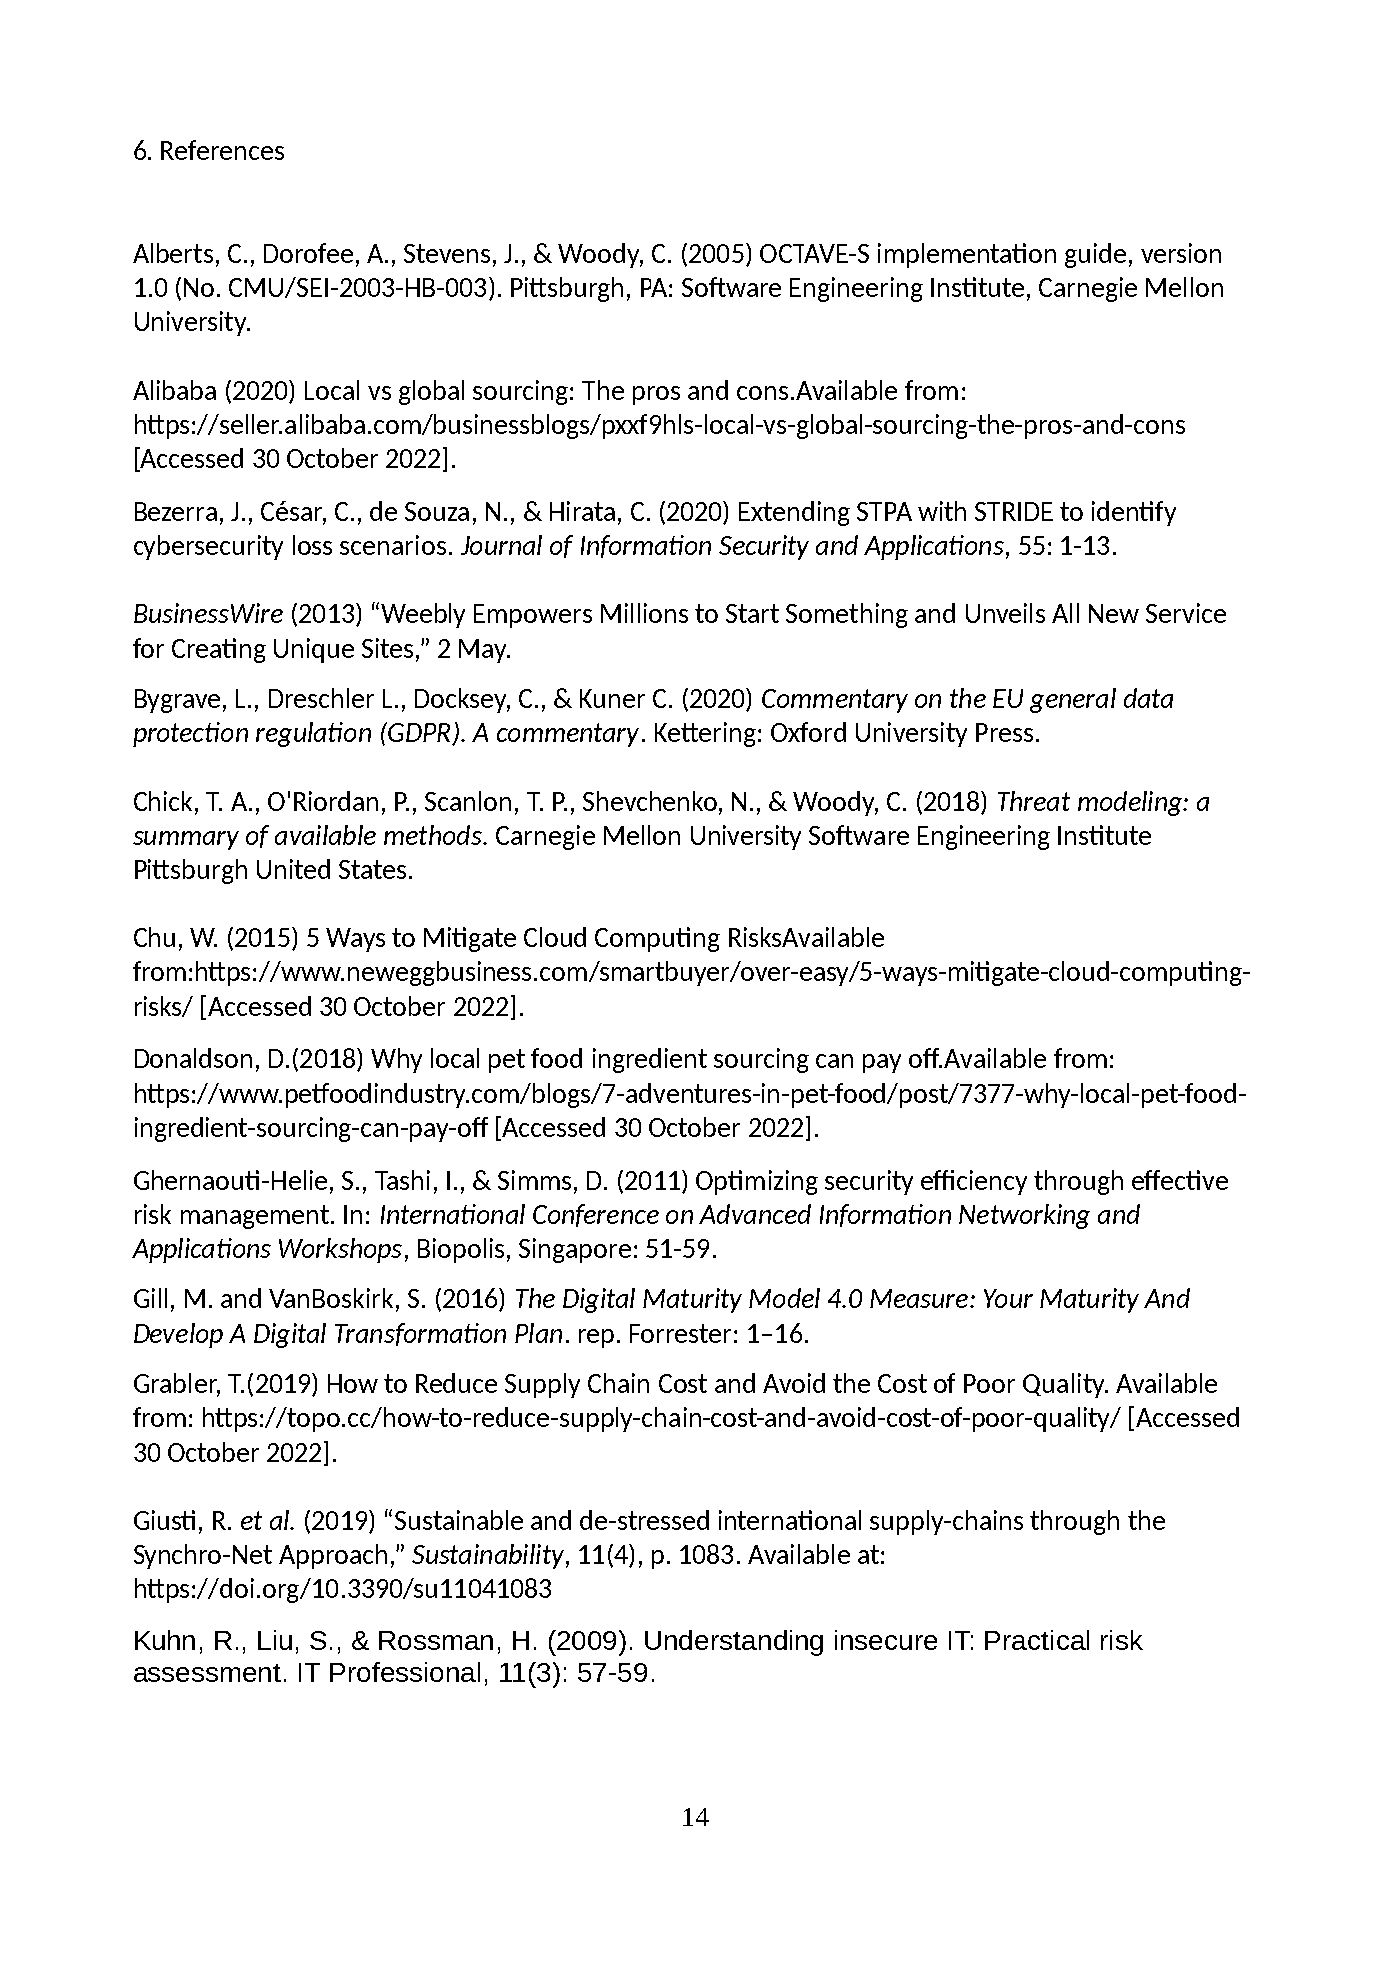 6. References
Alberts, C., Dorofee, A., Stevens, J., & Woody, C. (2005) OCTAVE-S implementation guide, version
1.0 (No. CMU/SEI-2003-HB-003). Pittsburgh, PA: Software Engineering Institute, Carnegie Mellon
University.
Alibaba (2020) Local vs global sourcing: The pros and cons.Available from:
https://seller.alibaba.com/businessblogs/pxxf9hls-local-vs-global-sourcing-the-pros-and-cons
[Accessed 30 October 2022].
Bezerra, J., César, C., de Souza, N., & Hirata, C. (2020) Extending STPA with STRIDE to identify
cybersecurity loss scenarios. Journal of Information Security and Applications, 55: 1-13.
BusinessWire (2013) “Weebly Empowers Millions to Start Something and Unveils All New Service
for Creating Unique Sites,” 2 May.
Bygrave, L., Dreschler L., Docksey, C., & Kuner C. (2020) Commentary on the EU general data
protection regulation (GDPR). A commentary. Kettering: Oxford University Press.
Chick, T. A., O'Riordan, P., Scanlon, T. P., Shevchenko, N., & Woody, C. (2018) Threat modeling: a
summary of available methods. Carnegie Mellon University Software Engineering Institute
Pittsburgh United States.
Chu, W. (2015) 5 Ways to Mitigate Cloud Computing RisksAvailable
from:https://www.neweggbusiness.com/smartbuyer/over-easy/5-ways-mitigate-cloud-computing-
risks/ [Accessed 30 October 2022].
Donaldson, D.(2018) Why local pet food ingredient sourcing can pay off.Available from:
https://www.petfoodindustry.com/blogs/7-adventures-in-pet-food/post/7377-why-local-pet-food-
ingredient-sourcing-can-pay-off [Accessed 30 October 2022].
Ghernaouti-Helie, S., Tashi, I., & Simms, D. (2011) Optimizing security efficiency through effective
risk management. In: International Conference on Advanced Information Networking and
Applications Workshops, Biopolis, Singapore: 51-59.
Gill, M. and VanBoskirk, S. (2016) The Digital Maturity Model 4.0 Measure: Your Maturity And
Develop A Digital Transformation Plan. rep. Forrester: 1–16.
Grabler, T.(2019) How to Reduce Supply Chain Cost and Avoid the Cost of Poor Quality. Available
from: https://topo.cc/how-to-reduce-supply-chain-cost-and-avoid-cost-of-poor-quality/ [Accessed
30 October 2022].
Giusti, R. et al. (2019) “Sustainable and de-stressed international supply-chains through the
Synchro-Net Approach,” Sustainability, 11(4), p. 1083. Available at:
https://doi.org/10.3390/su11041083
Kuhn, R., Liu, S., & Rossman, H. (2009). Understanding insecure IT: Practical risk
assessment. IT Professional, 11(3): 57-59.
14